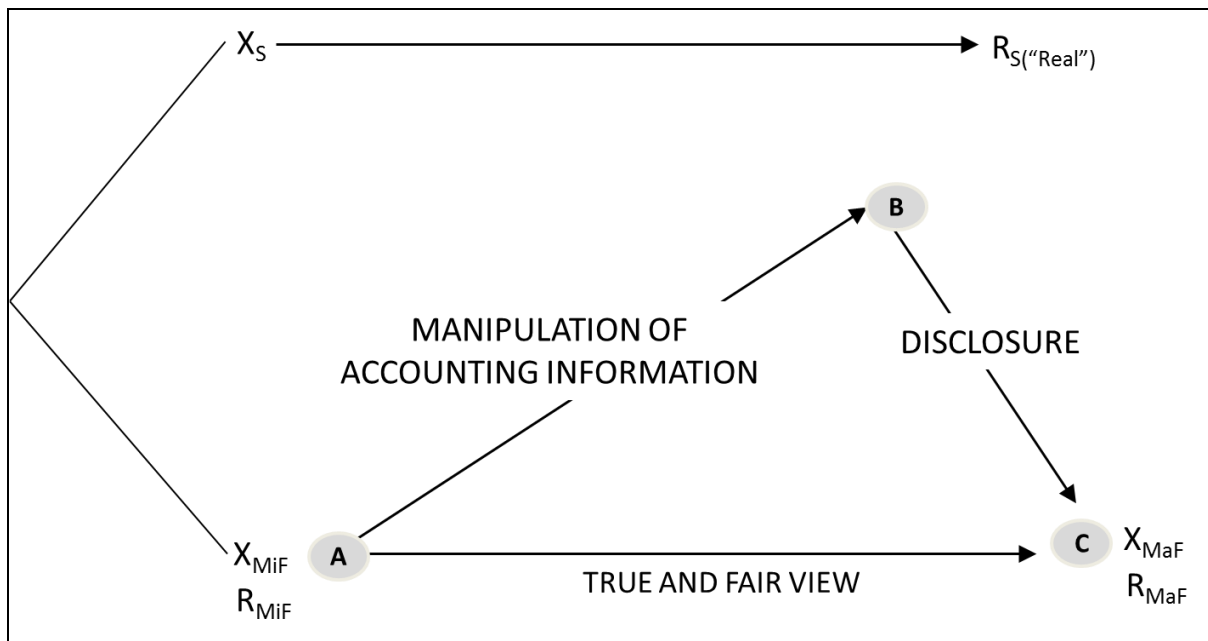 X_S
R_S("Real")
B
MANIPULATION OF
ACCOUNTING INFORMATION
DISCLOSURE
X_MiF
R_MiF
A
TRUE AND FAIR VIEW
C
X_MaF
R_MaF